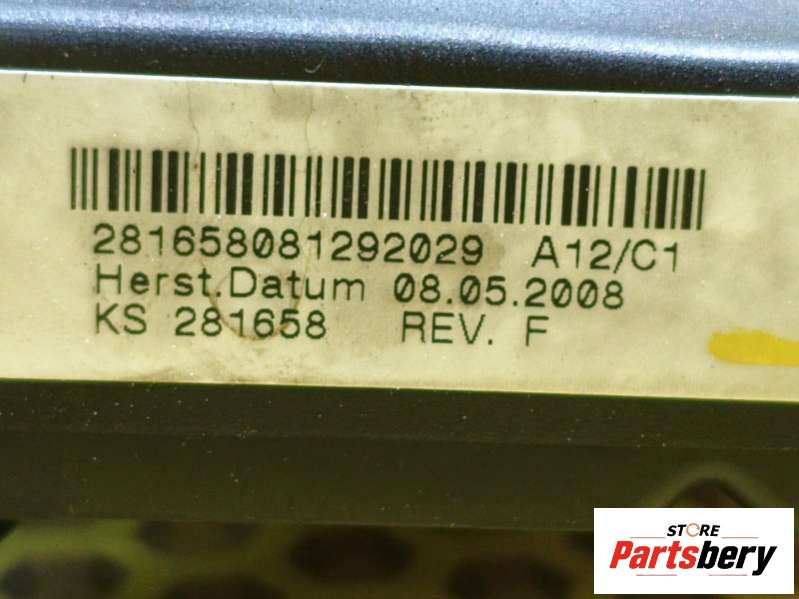 281658081292029 A12/C1
Herst.Datum 08.05.2008
KS 281658 REV. F
STORE
Partsbery